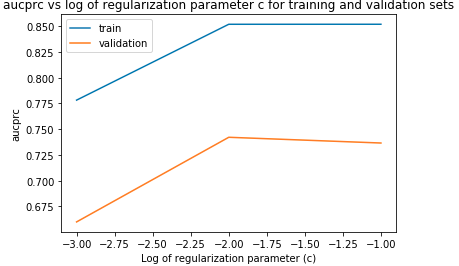 aucprc vs log of regularization parameter c for training and validation sets
train
validation
0.850
0.825
0.800
0.775
0.750
0.725
0.700
0.675
aucprc
−3.00 −2.75 −2.50 −2.25 −2.00 −1.75 −1.50 −1.25 −1.00
Log of regularization parameter (c)